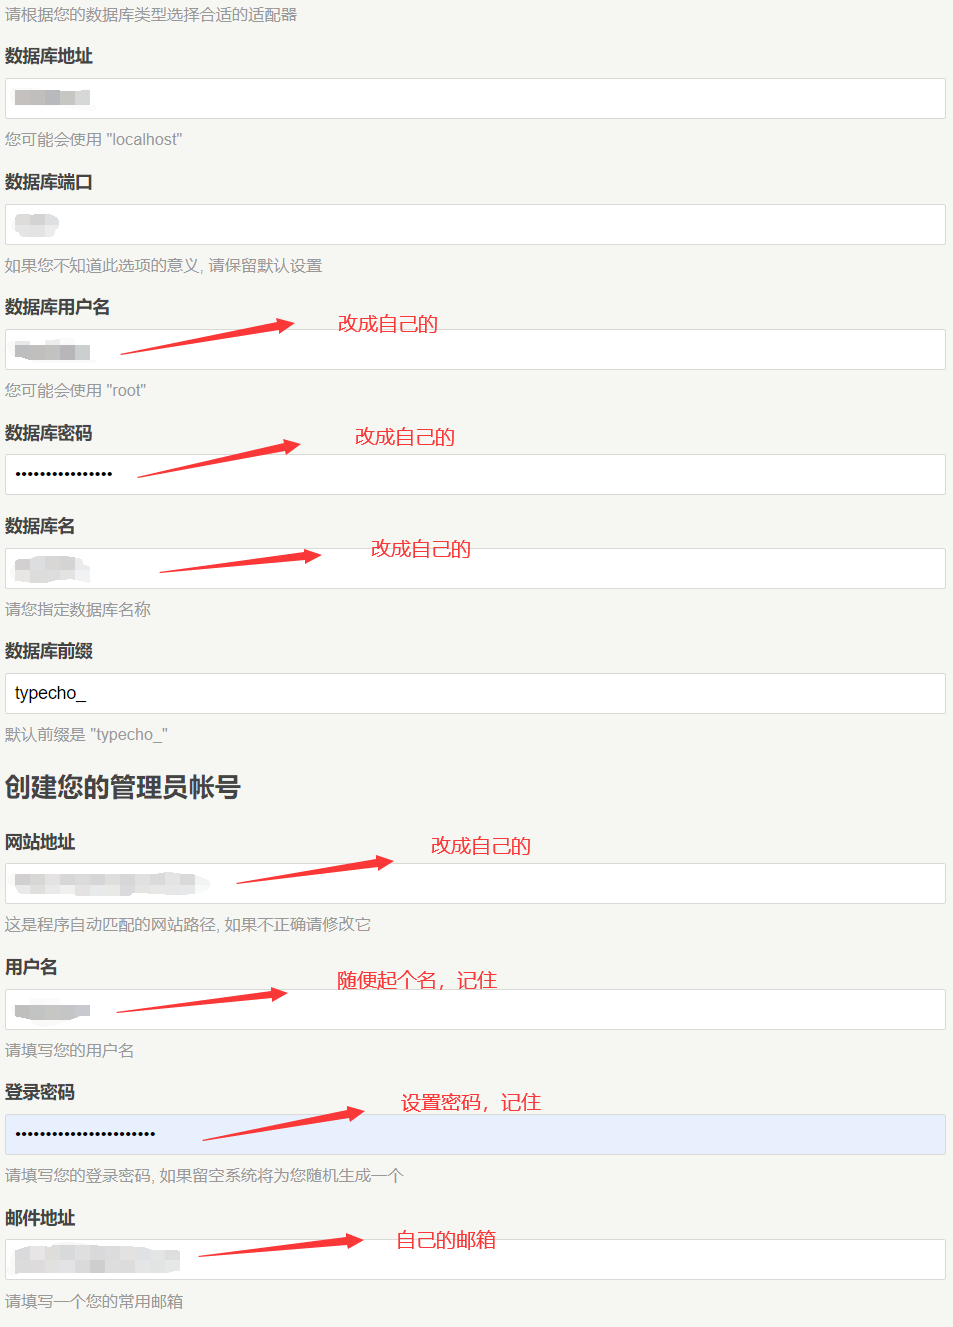 请根据您的数据库类型选择合适的适配器
数据库地址
您可能会使用 "localhost"
数据库端口
如果您不知道此选项的意义, 请保留默认设置
数据库用户名
改成自己的
您可能会使用 "root"
数据库密码
改成自己的
••••••••••••••••
数据库名
改成自己的
请您指定数据库名称
数据库前缀
typecho_
默认前缀是 "typecho_"
创建您的管理员帐号
网站地址
改成自己的
这是程序自动匹配的网站路径, 如果不正确请修改它
用户名
随便起个名，记住
请填写您的用户名
登录密码
设置密码，记住
•••••••••••••••••••••••
请填写您的登录密码, 如果留空系统将为您随机生成一个
邮件地址
自己的邮箱
请填写一个您的常用邮箱